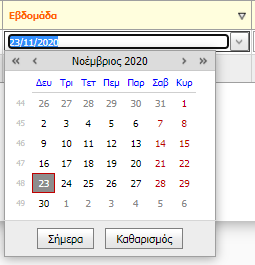 Εβδομάδα
23/11/2020
Νοέμβριος 2020
Δευ Τρι Τετ Πεμ Παρ Σαβ Κυρ
44 26 27 28 29 30 31 1
45 2 3 4 5 6 7 8
46 9 10 11 12 13 14 15
47 16 17 18 19 20 21 22
48 23 24 25 26 27 28 29
49 30 1 2 3 4 5 6
Σήμερα Καθαρισμός